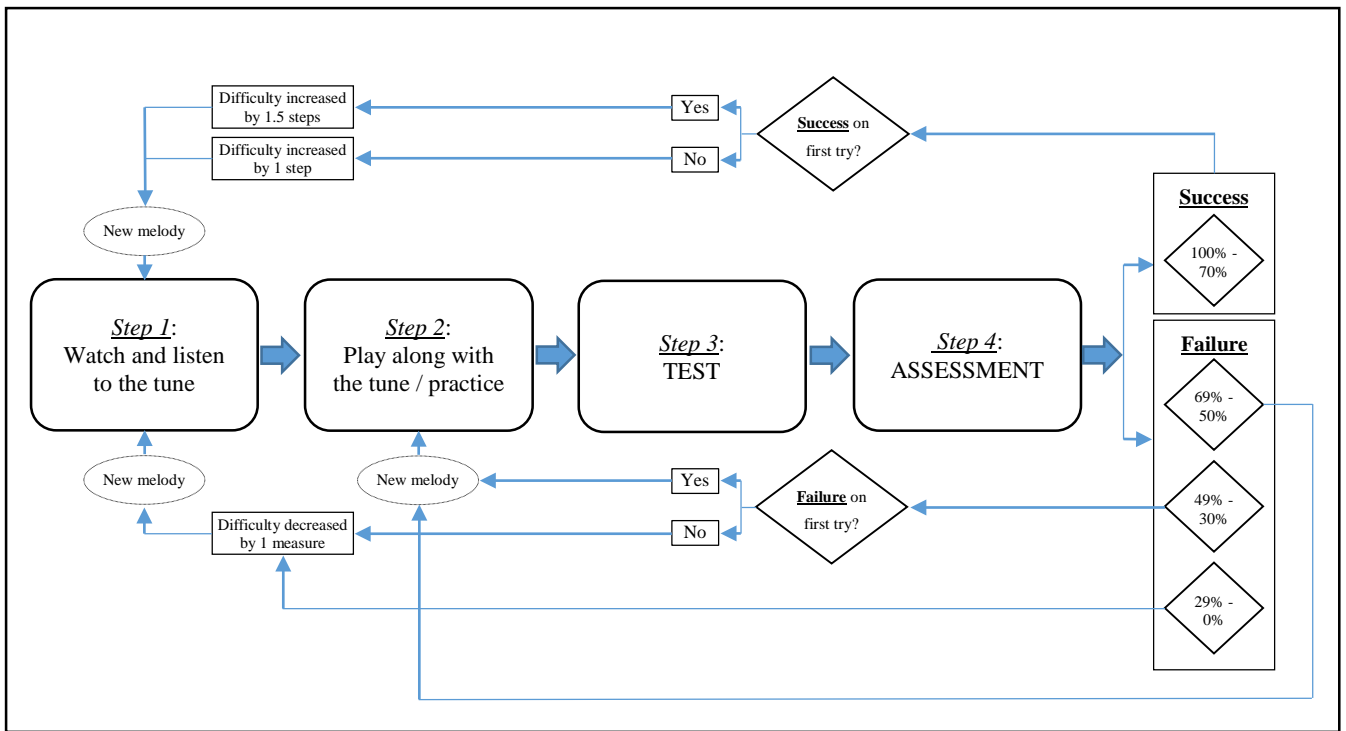 Difficulty increased
by 1.5 steps
Yes
Success on
first try?
Difficulty increased
by 1 step
No
Success
100% -
70%
New melody
Step 1:
Watch and listen
to the tune
Step 2:
Play along with
the tune / practice
Step 3:
TEST
Step 4:
ASSESSMENT
Failure
69% -
50%
49% -
30%
29% -
0%
New melody
New melody
Yes
Failure on
first try?
No
Difficulty decreased
by 1 measure